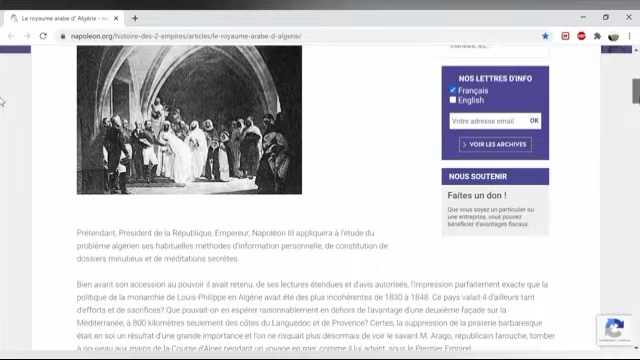 Le royaume arabe d' Algérie - na
napoleon.org/histoire-des-2-empires/articles/le-royaume-arabe-d-algerie/
NOS LETTRES D'INFO
Français
English
Votre adresse email OK
> VOIR LES ARCHIVES
NOUS SOUTENIR
Faites un don !
Que vous soyez un particulier ou
une entreprise, vous pouvez
bénéficier d'avantages fiscaux.
Prétendant, Président de la République, Empereur, Napoléon III appliquera à l'étude du
problème algérien ses habituelles méthodes d'information personnelle, de constitution de
dossiers minutieux et de méditations secrètes.
Bien avant son accession au pouvoir il avait retenu, de ses lectures étendues et d'avis autorisés, l'impression parfaitement exacte que la
politique de la monarchie de Louis-Philippe en Algérie avait été des plus incohérentes de 1830 à 1848. Ce pays valait-il d'ailleurs tant
d'efforts et de sacrifices? Que pouvait-on en espérer raisonnablement en dehors de l'avantage d'une deuxième façade sur la
Méditerranée, à 800 kilomètres seulement des côtes du Languedoc et de Provence? Certes, la suppression de la piraterie barbaresque
était en soi un résultat d'une grande importance et l'on ne risquait plus désormais de voir le savant M. Arago, républicain farouche, tomber
à nouveau aux mains de la Course d'Alger pendant un voyage en mer, comme il lui advint, sous le Premier Empire!